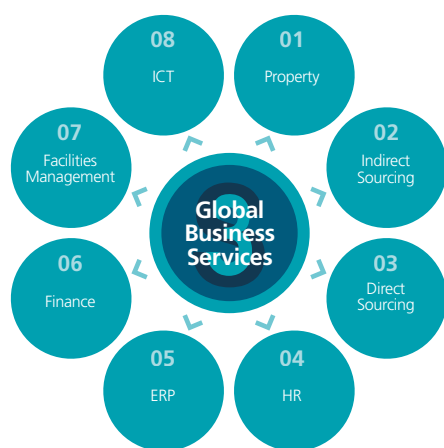 08
ICT
01
Property
07
Facilities
Management
02
Indirect
Sourcing
8
Global
Business
Services
06
Finance
03
Direct
Sourcing
05
ERP
04
HR